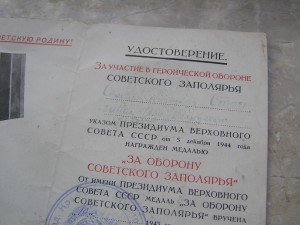 ЕТСКУЮ РОДИНУ!
УДОСТОВЕРЕНИЕ.
ЗА УЧАСТИЕ В ГЕРОИЧЕСКОЙ ОБОРОНЕ
СОВЕТСКОГО ЗАПОЛЯРЬЯ
УКАЗОМ ПРЕЗИДИУМА ВЕРХОВНОГО
СОВЕТА СССР от 5 декабря 1944 года
НАГРАЖДЕН МЕДАЛЬЮ
„ЗА ОБОРОНУ
СОВЕТСКОГО ЗАПОЛЯРЬЯ“
ОТ ИМЕНИ ПРЕЗИДИУМА ВЕРХОВНОГО
СОВЕТА СССР МЕДАЛЬ „ЗА ОБОРОНУ
СОВЕТСКОГО ЗАПОЛЯРЬЯ“ ВРУЧЕНА